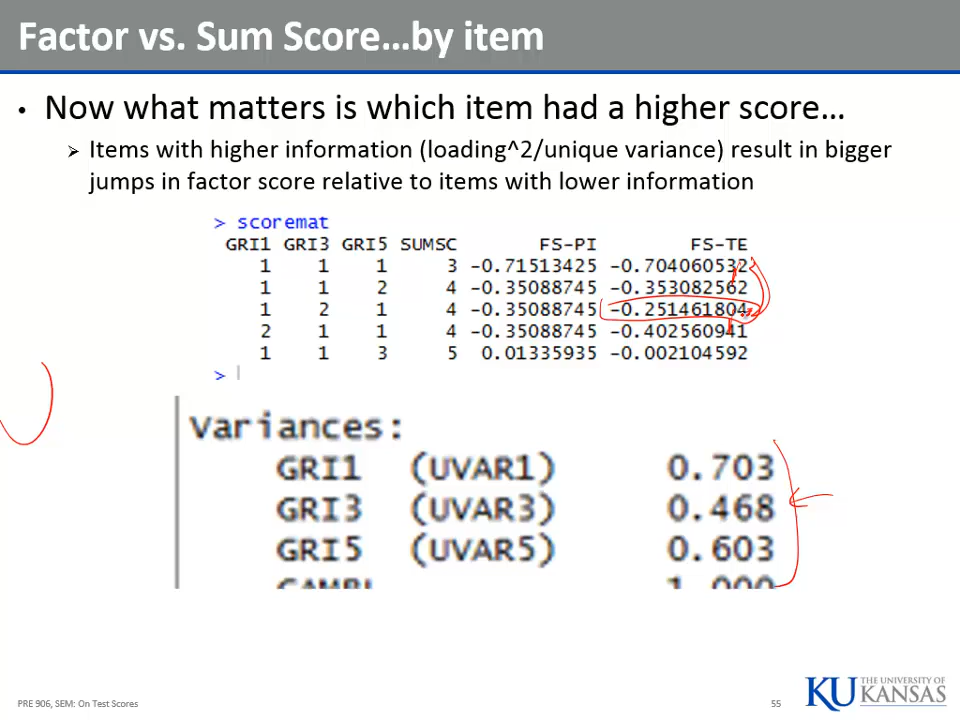 Factor vs. Sum Score...by item
• Now what matters is which item had a higher score...
➢ Items with higher information (loading^2/unique variance) result in bigger
jumps in factor score relative to items with lower information
> scoremat
GRI1 GRI3 GRI5 SUMSC FS-PI FS-TE
1 1 1 3 -0.71513425 -0.704060532
1 1 2 4 -0.35088745 -0.353082562
1 2 1 4 -0.35088745 -0.251461804
2 1 1 4 -0.35088745 -0.402560941
1 1 3 5 0.01335935 -0.002104592
>
Variances:
GRI1 (UVAR1) 0.703
GRI3 (UVAR3) 0.468
GRI5 (UVAR5) 0.603
GAMBL 1.000
PRE 906, SEM: On Test Scores
55
KU THE UNIVERSITY OF
KANSAS